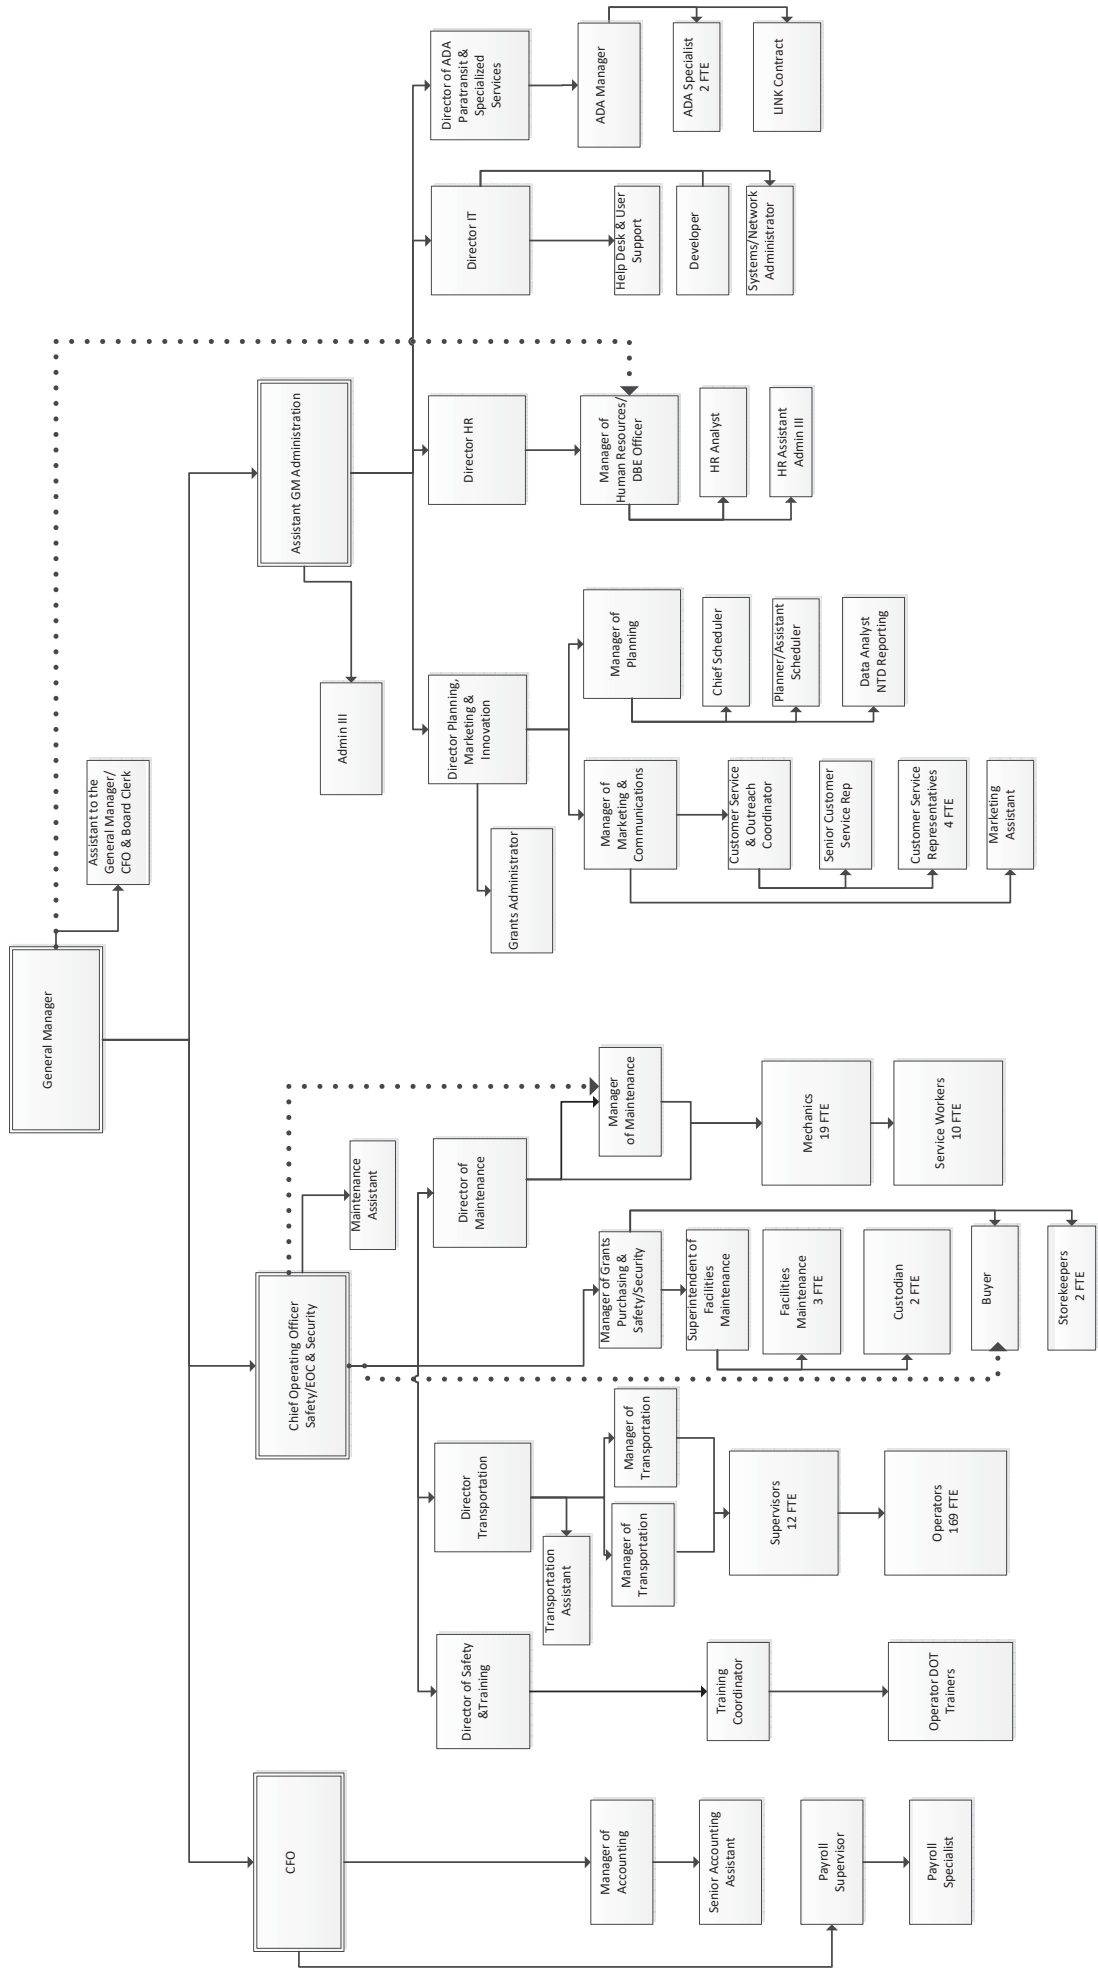 General Manager
Assistant to the
General Manager/
CFO & Board Clerk
CFO
Chief Operating Officer
Safety/EOC & Security
Assistant GM Administration
Maintenance
Assistant
Admin III
Director of Safety
&Training
Director
Transportation
Director of
Maintenance
Director Planning,
Marketing &
Innovation
Director HR
Director IT
Director of ADA
Paratransit &
Specialized
Services
Grants Administrator
Transportation
Assistant
Manager of
Accounting
Manager of
Transportation
Manager of
Transportation
Manager of Grants
Purchasing &
Safety/Security
Manager
of Maintenance
Manager of
Marketing &
Communications
Manager of
Planning
Manager of
Human Resources/
DBE Officer
Help Desk & User
Support
ADA Manager
Senior Accounting
Assistant
Training
Coordinator
Supervisors
12 FTE
Superintendent of
Facilities
Maintenance
Mechanics
19 FTE
Customer Service
& Outreach
Coordinator
Chief Scheduler
HR Analyst
Developer
ADA Specialist
2 FTE
Payroll
Supervisor
Facilities
Maintenance
3 FTE
Senior Customer
Service Rep
Planner/Assistant
Scheduler
HR Assistant
Admin III
Systems/Network
Administrator
LINK Contract
Payroll
Specialist
Operator DOT
Trainers
Operators
169 FTE
Custodian
2 FTE
Service Workers
10 FTE
Customer Service
Representatives
4 FTE
Data Analyst
NTD Reporting
Buyer
Marketing
Assistant
Storekeepers
2 FTE